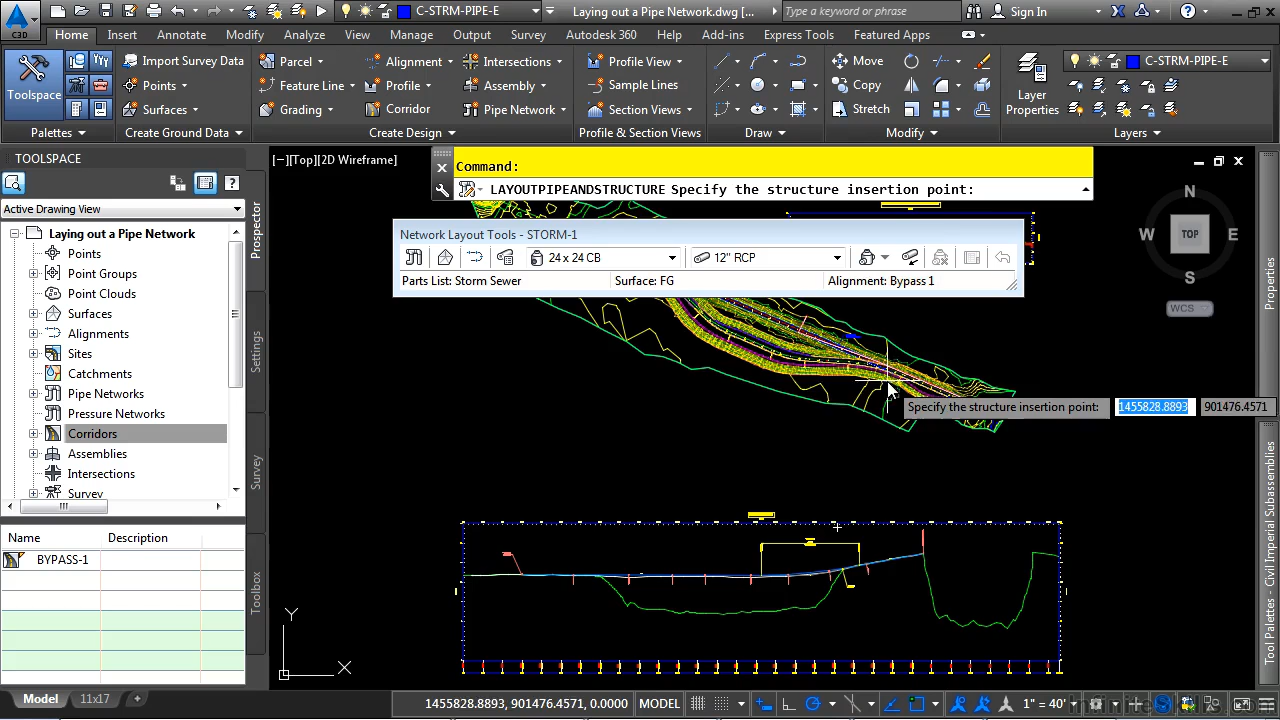 C-STRM-PIPE-E
Laying out a Pipe Network.dwg [...
Type a keyword or phrase
Sign In
C3D
Home Insert Annotate Modify Analyze View Manage Output Survey Autodesk 360 Help Add-ins Express Tools Featured Apps
Import Survey Data Parcel Alignment Intersections Profile View Move C-STRM-PIPE-E
Toolspace Points Feature Line Profile Assembly Sample Lines Copy Layer
Surfaces Grading Corridor Pipe Network Section Views Stretch Properties
Palettes Create Ground Data Create Design Profile & Section Views Draw Modify Layers
TOOLSPACE
Active Drawing View
Laying out a Pipe Network
Points
Point Groups
Point Clouds
Surfaces
Alignments
Sites
Catchments
Pipe Networks
Pressure Networks
Corridors
Assemblies
Intersections
Survey
Name Description
BYPASS-1
Prospector
Settings
Survey
Toolbox
[−][Top][2D Wireframe]
Command:
LAYOUTPIPEANDSTRUCTURE Specify the structure insertion point:
Network Layout Tools - STORM-1
24 x 24 CB 12" RCP
Parts List: Storm Sewer Surface: FG Alignment: Bypass 1
Specify the structure insertion point: 1455828.8893 901476.4571
N
W TOP E
S
WCS
Properties
Tool Palettes - Civil Imperial Subassemblies
Y
X
Model 11x17 +
1455828.8893, 901476.4571, 0.0000 MODEL 1" = 40'